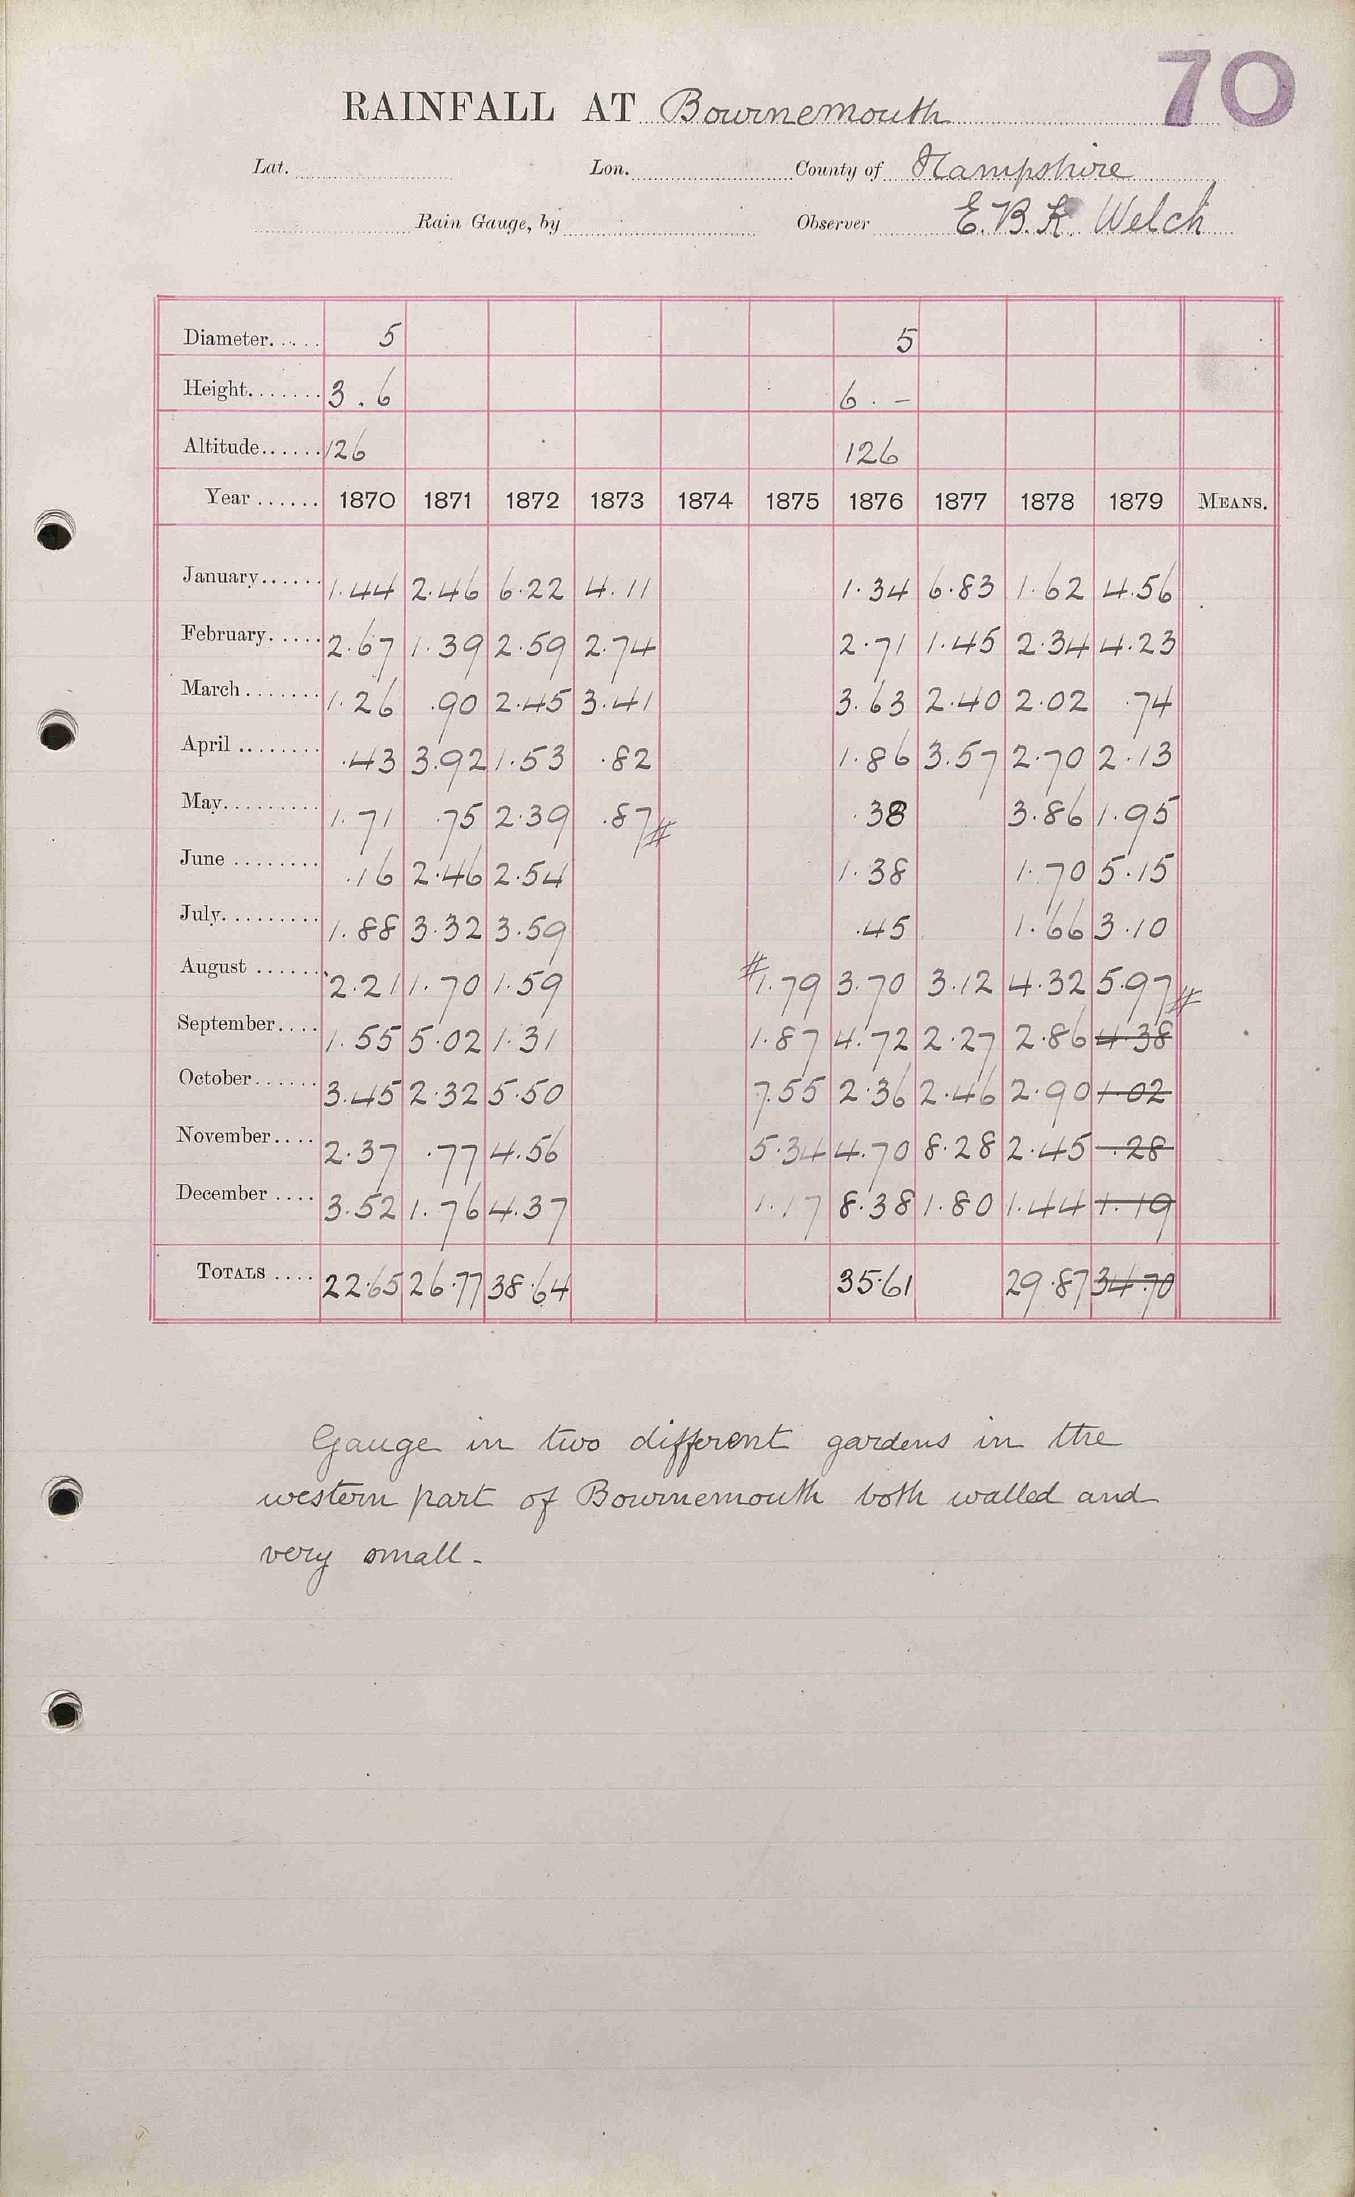 70
RAINFALL AT Bournemouth
Lat. Lon. County of Hampshire
Rain Gauge, by Observer E. B. K. Welch
Diameter..... 5 5
Height....... 3.6 6.-
Altitude...... 126 126
Year ...... 1870 1871 1872 1873 1874 1875 1876 1877 1878 1879 MEANS.
January...... 1.44 2.46 6.22 4.11 1.34 6.83 1.62 4.56
February..... 2.67 1.39 2.59 2.74 2.71 1.45 2.34 4.23
March ....... 1.26 .90 2.45 3.41 3.63 2.40 2.02 .74
April ........ .43 3.92 1.53 .82 1.86 3.57 2.70 2.13
May.......... 1.71 .75 2.39 .87# .38 3.86 1.95
June ........ .16 2.46 2.54 1.38 1.70 5.15
July. ......... 1.88 3.32 3.59 .45 1.66 3.10
August ...... 2.21 1.70 1.59 #1.79 3.70 3.12 4.32 5.97#
September.... 1.55 5.02 1.31 1.87 4.72 2.27 2.86 4.38
October...... 3.45 2.32 5.50 7.55 2.36 2.46 2.90 1.02
November.... 2.37 .77 4.56 5.34 4.70 8.28 2.45 .28
December .... 3.52 1.76 4.37 1.17 8.38 1.80 1.44 1.19
TOTALS .... 22.65 26.77 38.64 35.61 29.87 34.70
Gauge in two different gardens in the
western part of Bournemouth both walled and
very small.-